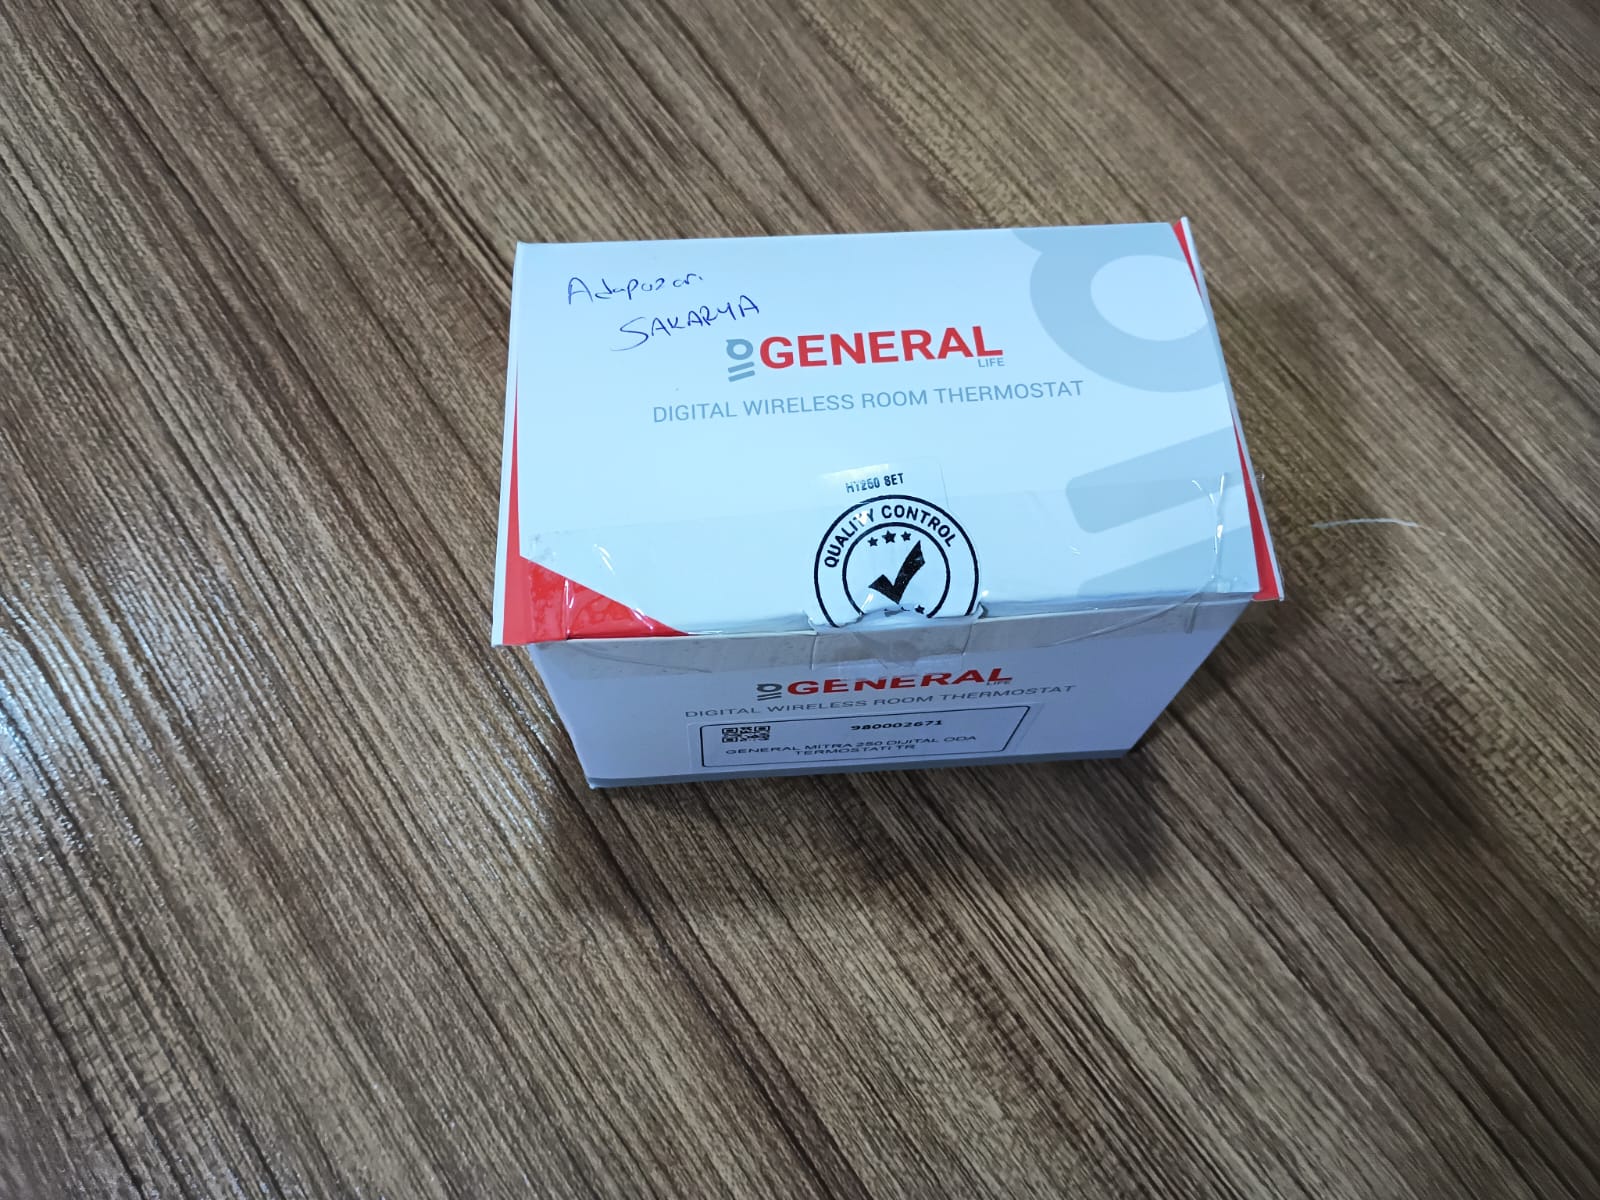 Adapazarı
SAKARYA
GENERAL
LIFE
DIGITAL WIRELESS ROOM THERMOSTAT
HT250 SET
QUALITY CONTROL
GENERAL
LIFE
DIGITAL WIRELESS ROOM THERMOSTAT
980002671
GENERAL MITRA 250 DIJITAL ODA
TERMOSTATI TR